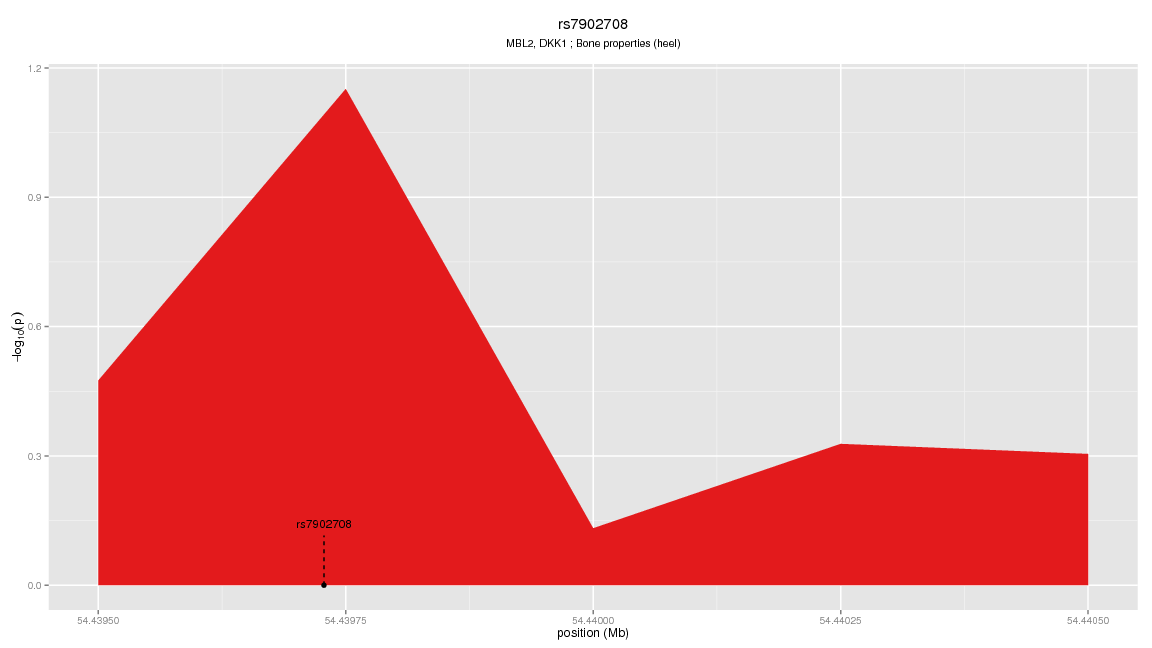 rs7902708
MBL2, DKK1 ; Bone properties (heel)
1.2
0.9
0.6
0.3
0.0
−log10(p)
rs7902708
54.43950 54.43975 54.44000 54.44025 54.44050
position (Mb)